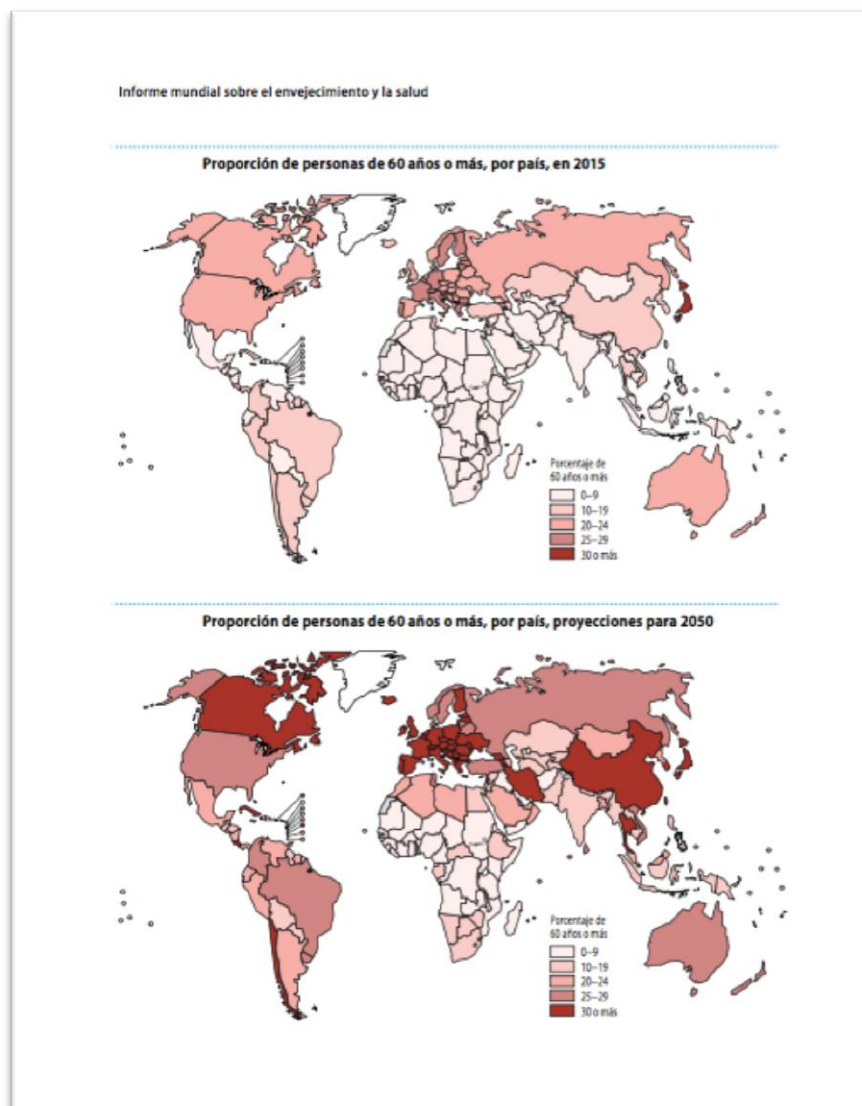 Informe mundial sobre el envejecimiento y la salud
Proporción de personas de 60 años o más, por país, en 2015
Porcentaje de
60 años o más
0–9
10–19
20–24
25–29
30 o más
Proporción de personas de 60 años o más, por país, proyecciones para 2050
Porcentaje de
60 años o más
0–9
10–19
20–24
25–29
30 o más